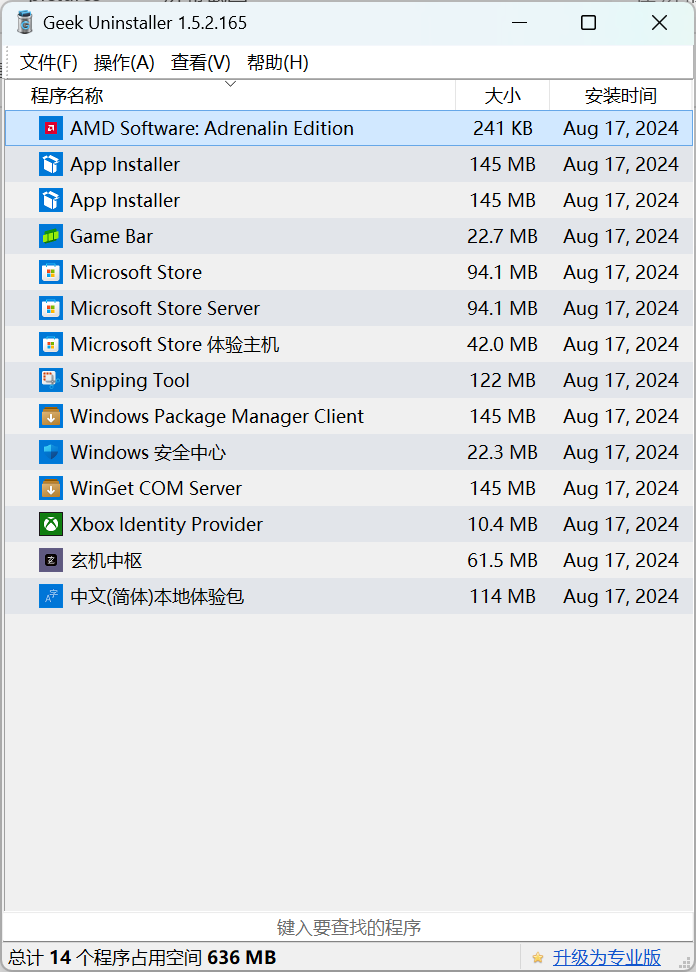 Geek Uninstaller 1.5.2.165
文件(F) 操作(A) 查看(V) 帮助(H)
程序名称 大小 安装时间
AMD Software: Adrenalin Edition 241 KB Aug 17, 2024
App Installer 145 MB Aug 17, 2024
App Installer 145 MB Aug 17, 2024
Game Bar 22.7 MB Aug 17, 2024
Microsoft Store 94.1 MB Aug 17, 2024
Microsoft Store Server 94.1 MB Aug 17, 2024
Microsoft Store 体验主机 42.0 MB Aug 17, 2024
Snipping Tool 122 MB Aug 17, 2024
Windows Package Manager Client 145 MB Aug 17, 2024
Windows 安全中心 22.3 MB Aug 17, 2024
WinGet COM Server 145 MB Aug 17, 2024
Xbox Identity Provider 10.4 MB Aug 17, 2024
玄机中枢 61.5 MB Aug 17, 2024
中文(简体)本地体验包 114 MB Aug 17, 2024
键入要查找的程序
总计 14 个程序占用空间 636 MB 升级为专业版